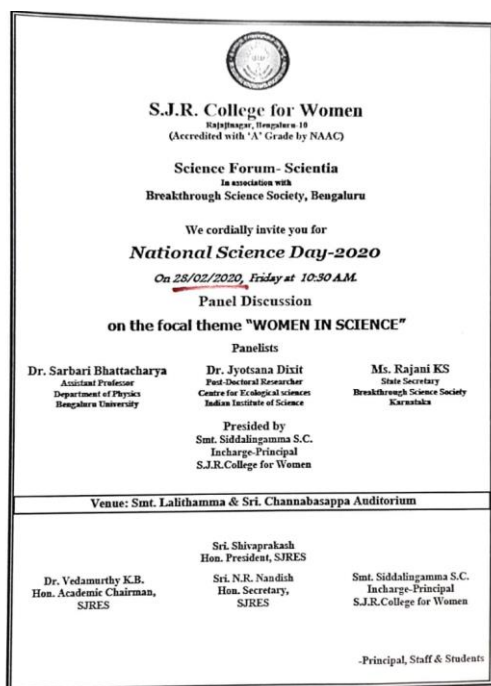 S.J.R. College for Women
Rajajinagar, Bengaluru-10
(Accredited with 'A' Grade by NAAC)
Science Forum- Scientia
In association with
Breakthrough Science Society, Bengaluru
We cordially invite you for
National Science Day-2020
On 28/02/2020, Friday at 10:30 A.M.
Panel Discussion
on the focal theme "WOMEN IN SCIENCE"
Panelists
Dr. Sarbari Bhattacharya
Assistant Professor
Department of Physics
Bengaluru University
Dr. Jyotsana Dixit
Post-Doctoral Researcher
Centre for Ecological sciences
Indian Institute of Science
Ms. Rajani KS
State Secretary
Breakthrough Science Society
Karnataka
Presided by
Smt. Siddalingamma S.C.
Incharge-Principal
S.J.R.College for Women
Venue: Smt. Lalithamma & Sri. Channabasappa Auditorium
Sri. Shivaprakash
Hon. President, SJRES
Dr. Vedamurthy K.B.
Hon. Academic Chairman,
SJRES
Sri. N.R. Nandish
Hon. Secretary,
SJRES
Smt. Siddalingamma S.C.
Incharge-Principal
S.J.R.College for Women
-Principal, Staff & Students